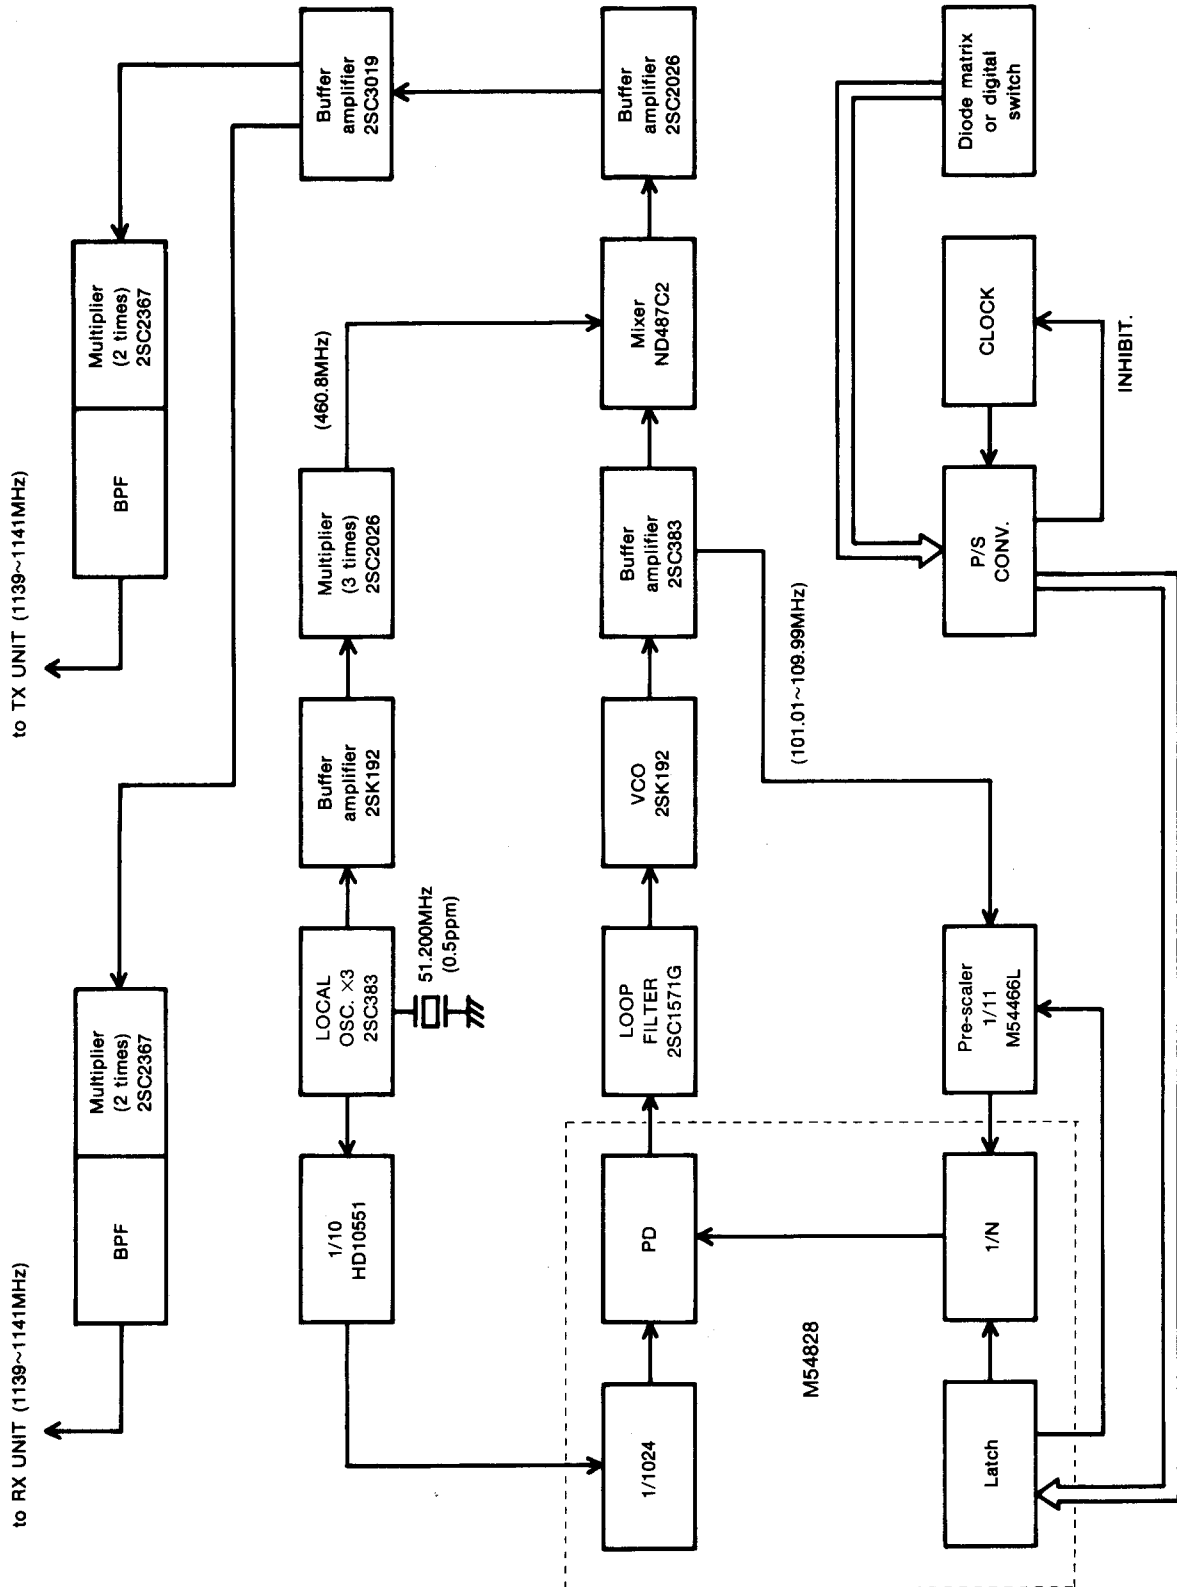 to RX UNIT (1139~1141MHz)
to TX UNIT (1139~1141MHz)
BPF
Multiplier
(2 times)
2SC2367
BPF
Multiplier
(2 times)
2SC2367
1/10
HD10551
LOCAL
OSC. ×3
2SC383
51.200MHz
(0.5ppm)
Buffer
amplifier
2SK192
Multiplier
(3 times)
2SC2026
(460.8MHz)
Buffer
amplifier
2SC3019
1/1024
PD
LOOP
FILTER
2SC1571G
VCO
2SK192
Buffer
amplifier
2SC383
Mixer
ND487C2
Buffer
amplifier
2SC2026
M54828
(101.01~109.99MHz)
Latch
1/N
Pre-scaler
1/11
M54466L
P/S
CONV.
CLOCK
Diode matrix
or digital
switch
INHIBIT.